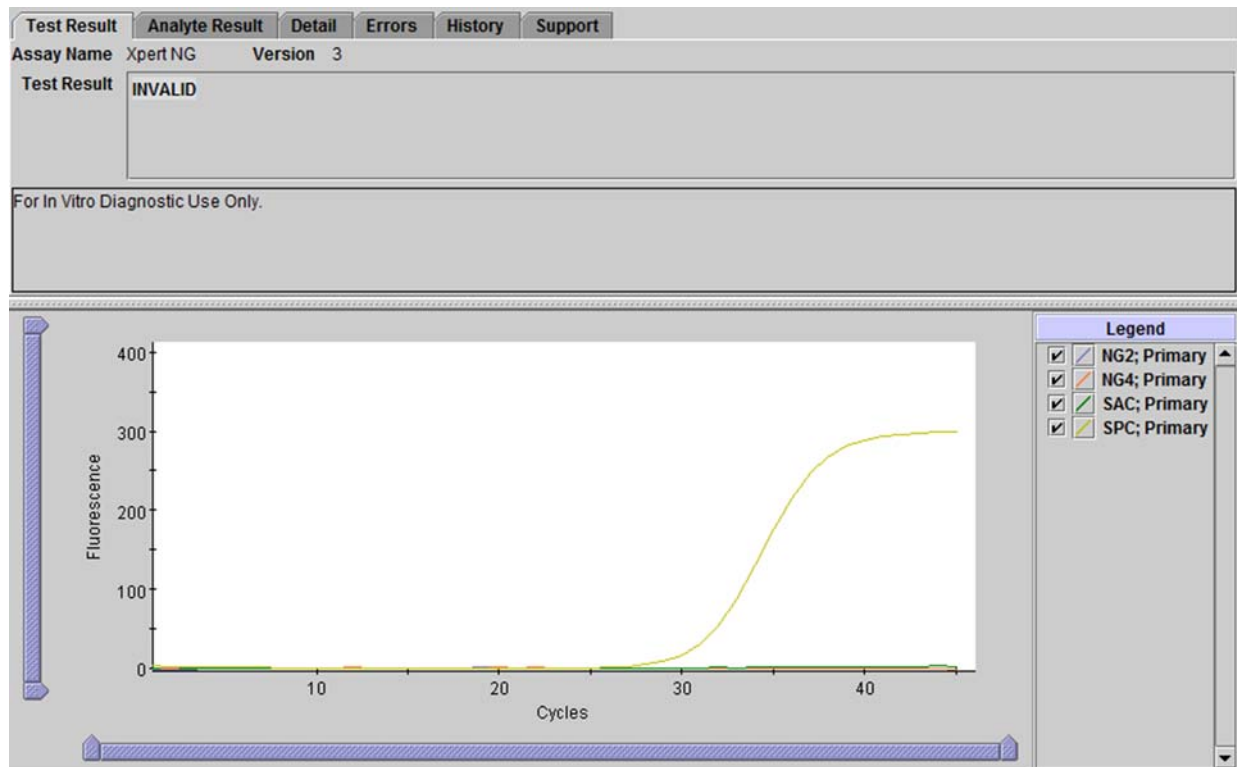 Test Result Analyte Result Detail Errors History Support
Assay Name Xpert NG Version 3
Test Result INVALID
For In Vitro Diagnostic Use Only.
Legend
NG2; Primary
NG4; Primary
SAC; Primary
SPC; Primary
400
300
200
100
0
Fluorescence
10 20 30 40
Cycles